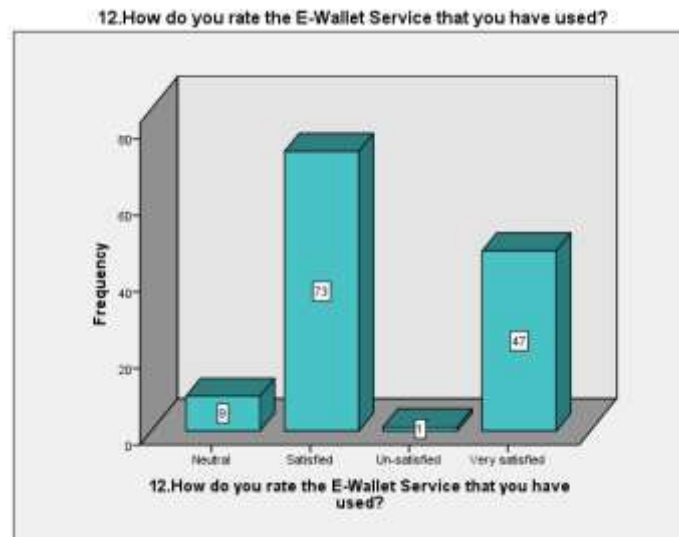 12.How do you rate the E-Wallet Service that you have used?
80
60
40
20
0
Frequency
9
73
1
47
Neutral
Satisfied
Un-satisfied
Very satisfied
12.How do you rate the E-Wallet Service that you have
used?